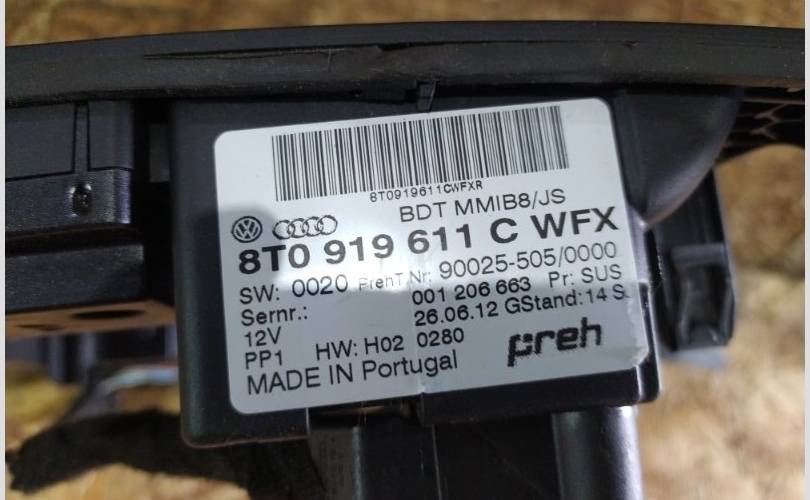 8T0919611CWFXR
BDT MMIB8/JS
8T0 919 611 C WFX
SW: 0020 PrehT.Nr: 90025-505/0000
Sernr.: 001 206 663 Pr: SUS
12V 26.06.12 GStand: 14 S.
PP1 HW: H02 0280
MADE IN Portugal preh